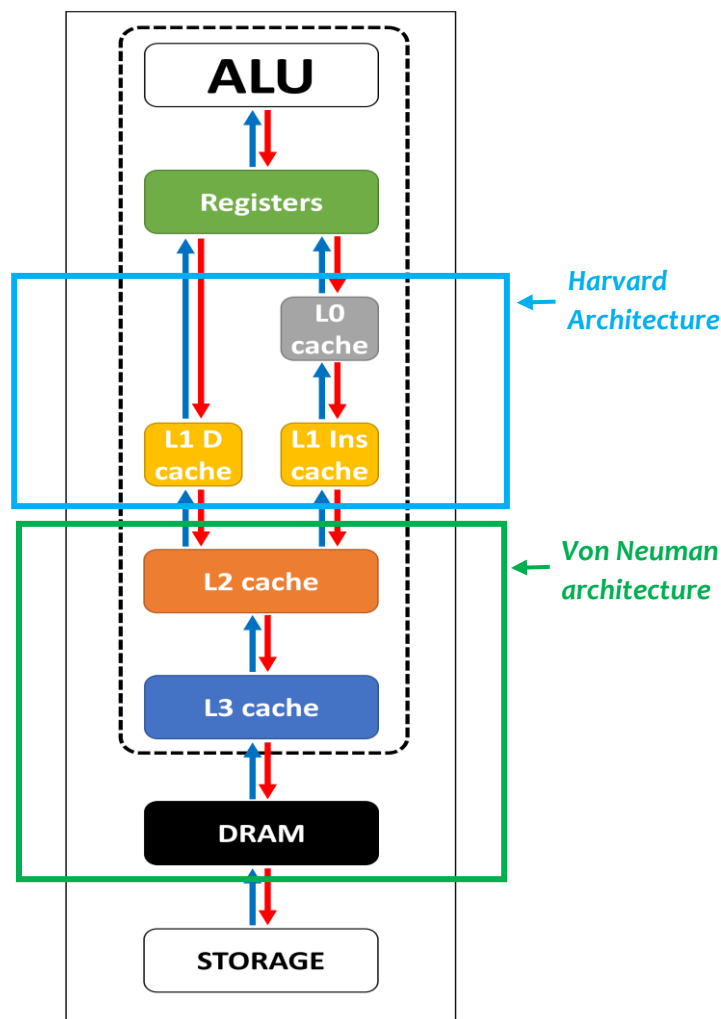 ALU
Registers
Harvard
Architecture
L0
cache
L1 D
cache
L1 Ins
cache
Von Neuman
architecture
L2 cache
L3 cache
DRAM
STORAGE